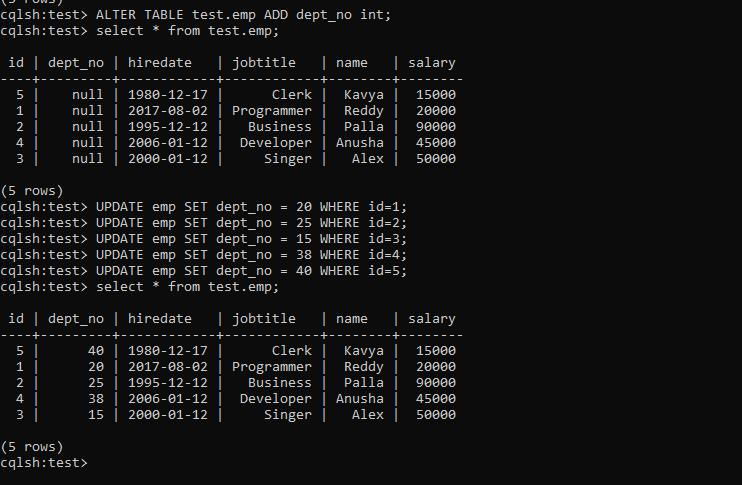 (5 rows)
cqlsh:test> ALTER TABLE test.emp ADD dept_no int;
cqlsh:test> select * from test.emp;

 id | dept_no | hiredate   | jobtitle   | name   | salary
----+---------+------------+------------+--------+--------
  5 |    null | 1980-12-17 |      Clerk |  Kavya |  15000
  1 |    null | 2017-08-02 | Programmer |  Reddy |  20000
  2 |    null | 1995-12-12 |   Business |  Palla |  90000
  4 |    null | 2006-01-12 |  Developer | Anusha |  45000
  3 |    null | 2000-01-12 |     Singer |   Alex |  50000

(5 rows)
cqlsh:test> UPDATE emp SET dept_no = 20 WHERE id=1;
cqlsh:test> UPDATE emp SET dept_no = 25 WHERE id=2;
cqlsh:test> UPDATE emp SET dept_no = 15 WHERE id=3;
cqlsh:test> UPDATE emp SET dept_no = 38 WHERE id=4;
cqlsh:test> UPDATE emp SET dept_no = 40 WHERE id=5;
cqlsh:test> select * from test.emp;

 id | dept_no | hiredate   | jobtitle   | name   | salary
----+---------+------------+------------+--------+--------
  5 |      40 | 1980-12-17 |      Clerk |  Kavya |  15000
  1 |      20 | 2017-08-02 | Programmer |  Reddy |  20000
  2 |      25 | 1995-12-12 |   Business |  Palla |  90000
  4 |      38 | 2006-01-12 |  Developer | Anusha |  45000
  3 |      15 | 2000-01-12 |     Singer |   Alex |  50000

(5 rows)
cqlsh:test>